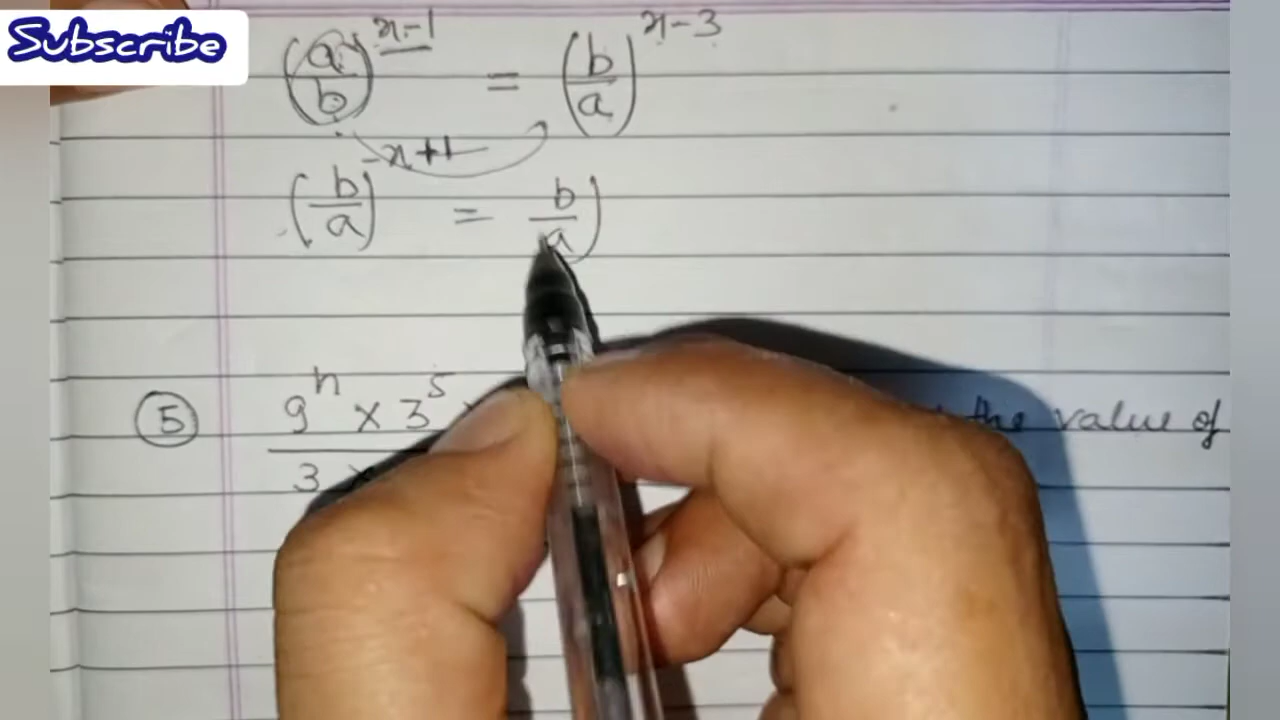 Subscribe
(a/b)^x-1 = (b/a)^x-3
(b/a)^-x+1 = b/a)
5 9^n × 3^5 the value of
3 ×